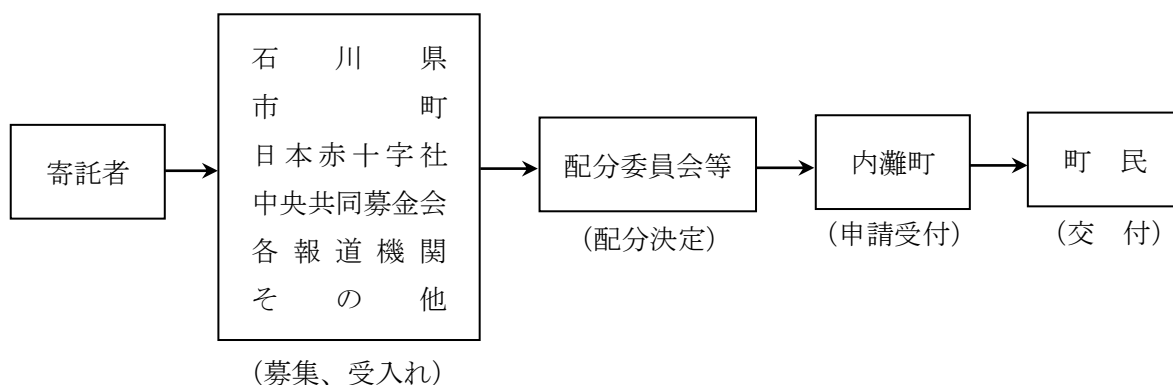 寄託者
石川県
市町
日本赤十字社
中央共同募金会
各報道機関
その他
(募集、受入れ)
配分委員会等
(配分決定)
内灘町
(申請受付)
町 民
(交 付)